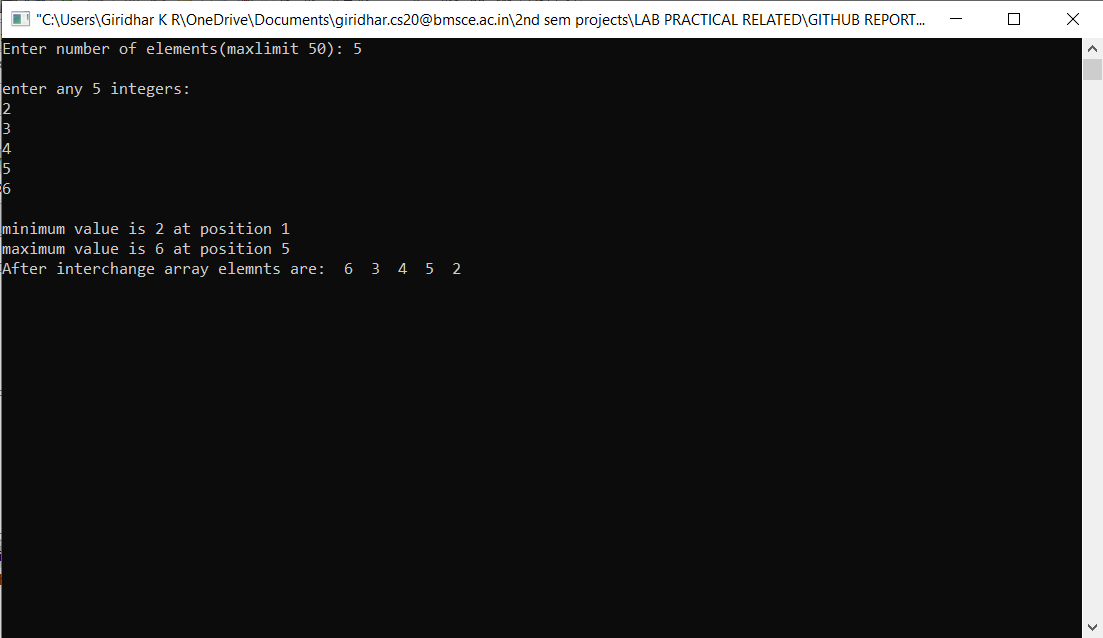 "C:\Users\Giridhar K R\OneDrive\Documents\giridhar.cs20@bmsce.ac.in\2nd sem projects\LAB PRACTICAL RELATED\GITHUB REPORT...
Enter number of elements(maxlimit 50): 5
enter any 5 integers:
2
3
4
5
6
minimum value is 2 at position 1
maximum value is 6 at position 5
After interchange array elemnts are:  6  3  4  5  2